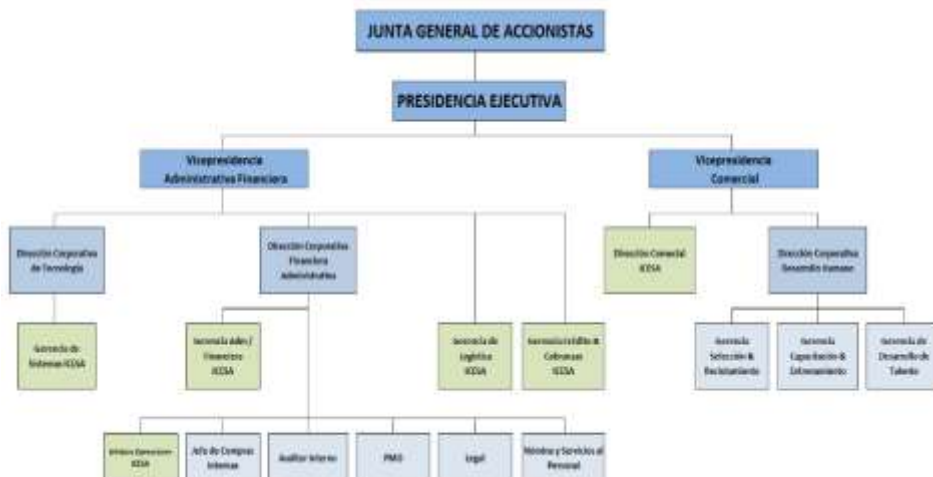 JUNTA GENERAL DE ACCIONISTAS
PRESIDENCIA EJECUTIVA
Vicepresidencia
Administrativa Financiera
Vicepresidencia
Comercial
Dirección Corporativa
de Tecnología
Dirección Corporativa
Financiera
Administrativa
Dirección Comercial
ICESA
Dirección Corporativa
Desarrollo Humano
Gerencia de
Sistemas ICESA
Gerencia Adm /
Financiera
ICESA
Gerencia de
Logística
ICESA
Gerencia Crédito &
Cobranzas
ICESA
Gerencia
Selección &
Reclutamiento
Gerencia
Capacitación &
Entrenamiento
Gerencia de
Desarrollo de
Talento
ICESA
Jefe de Compras
Internas
Auditor Interno
PMO
Legal
Nómina y Servicios al
Personal